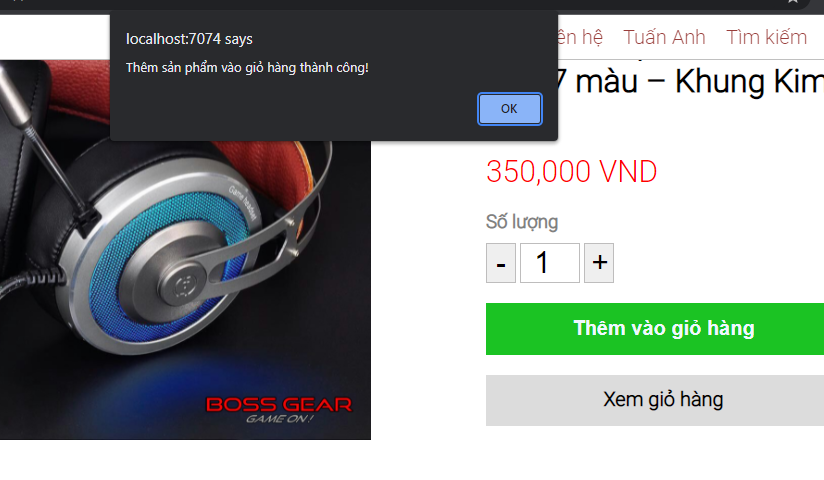 localhost:7074 says
Thêm sản phẩm vào giỏ hàng thành công!
OK
hệ Tuấn Anh Tìm kiếm
7 màu – Khung Kim
350,000 VND
Số lượng
- 1 +
Thêm vào giỏ hàng
Xem giỏ hàng
Game headset
BOSS GEAR
GAME ON!